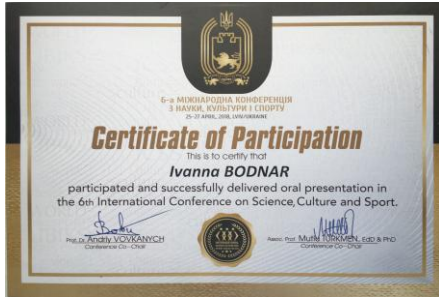 6-а МІЖНАРОДНА КОНФЕРЕНЦІЯ
З НАУКИ, КУЛЬТУРИ І СПОРТУ
25-27 APRIL, 2018, LVIV/UKRAINE
Certificate of Participation
This is to certify that
Ivanna BODNAR
participated and successfully delivered oral presentation in
the 6th International Conference on Science, Culture and Sport.
Prof. Dr. Andriy VOVKANYCH
Conference Co-Chair
Assoc. Prof. Mutlu TÜRKMEN, EdD & PhD
Conference Co-Chair